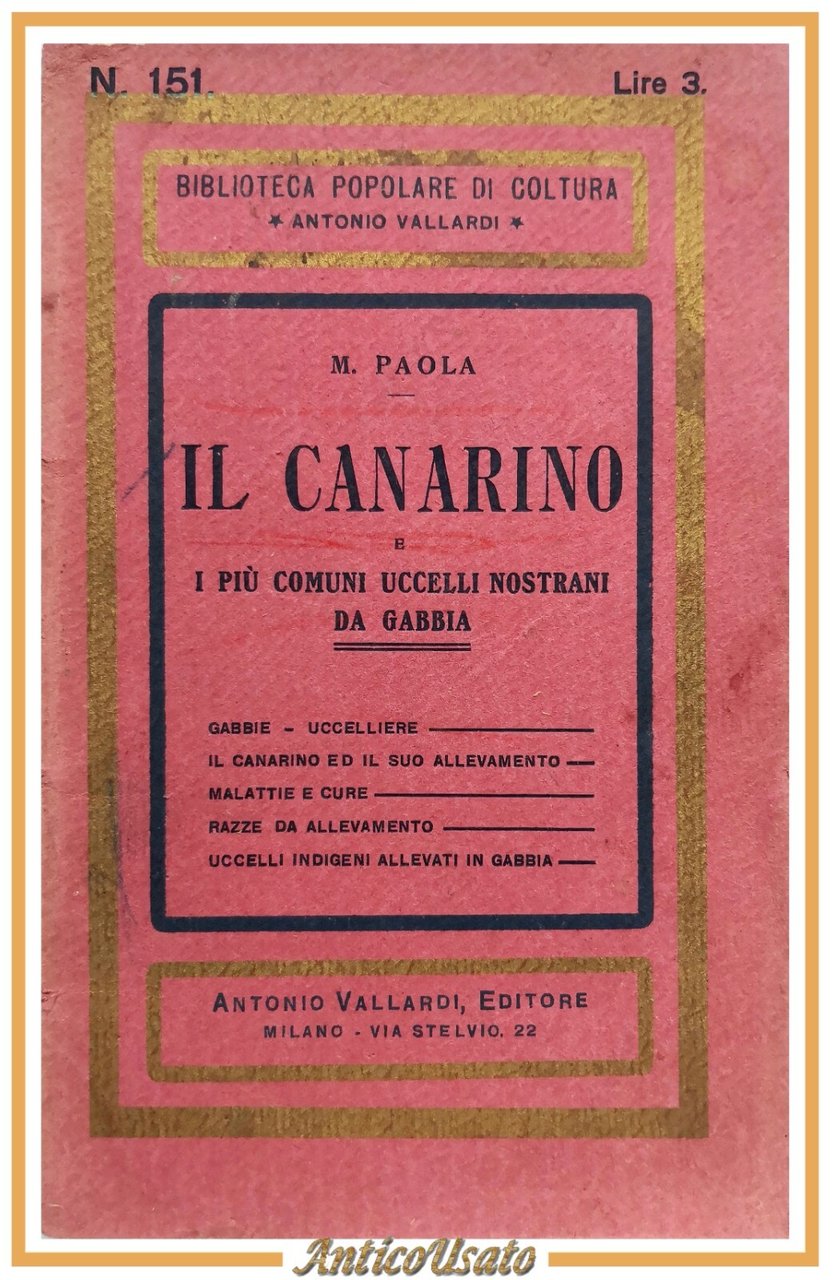 N. 151.
Lire 3.
BIBLIOTECA POPOLARE DI COLTURA
★ ANTONIO VALLARDI ★
M. PAOLA
IL CANARINO
E
I PIÙ COMUNI UCCELLI NOSTRANI
DA GABBIA
GABBIE - UCCELLIERE
IL CANARINO ED IL SUO ALLEVAMENTO
MALATTIE E CURE
RAZZE DA ALLEVAMENTO
UCCELLI INDIGENI ALLEVATI IN GABBIA
ANTONIO VALLARDI, EDITORE
MILANO - VIA STELVIO, 22
AnticoUsato